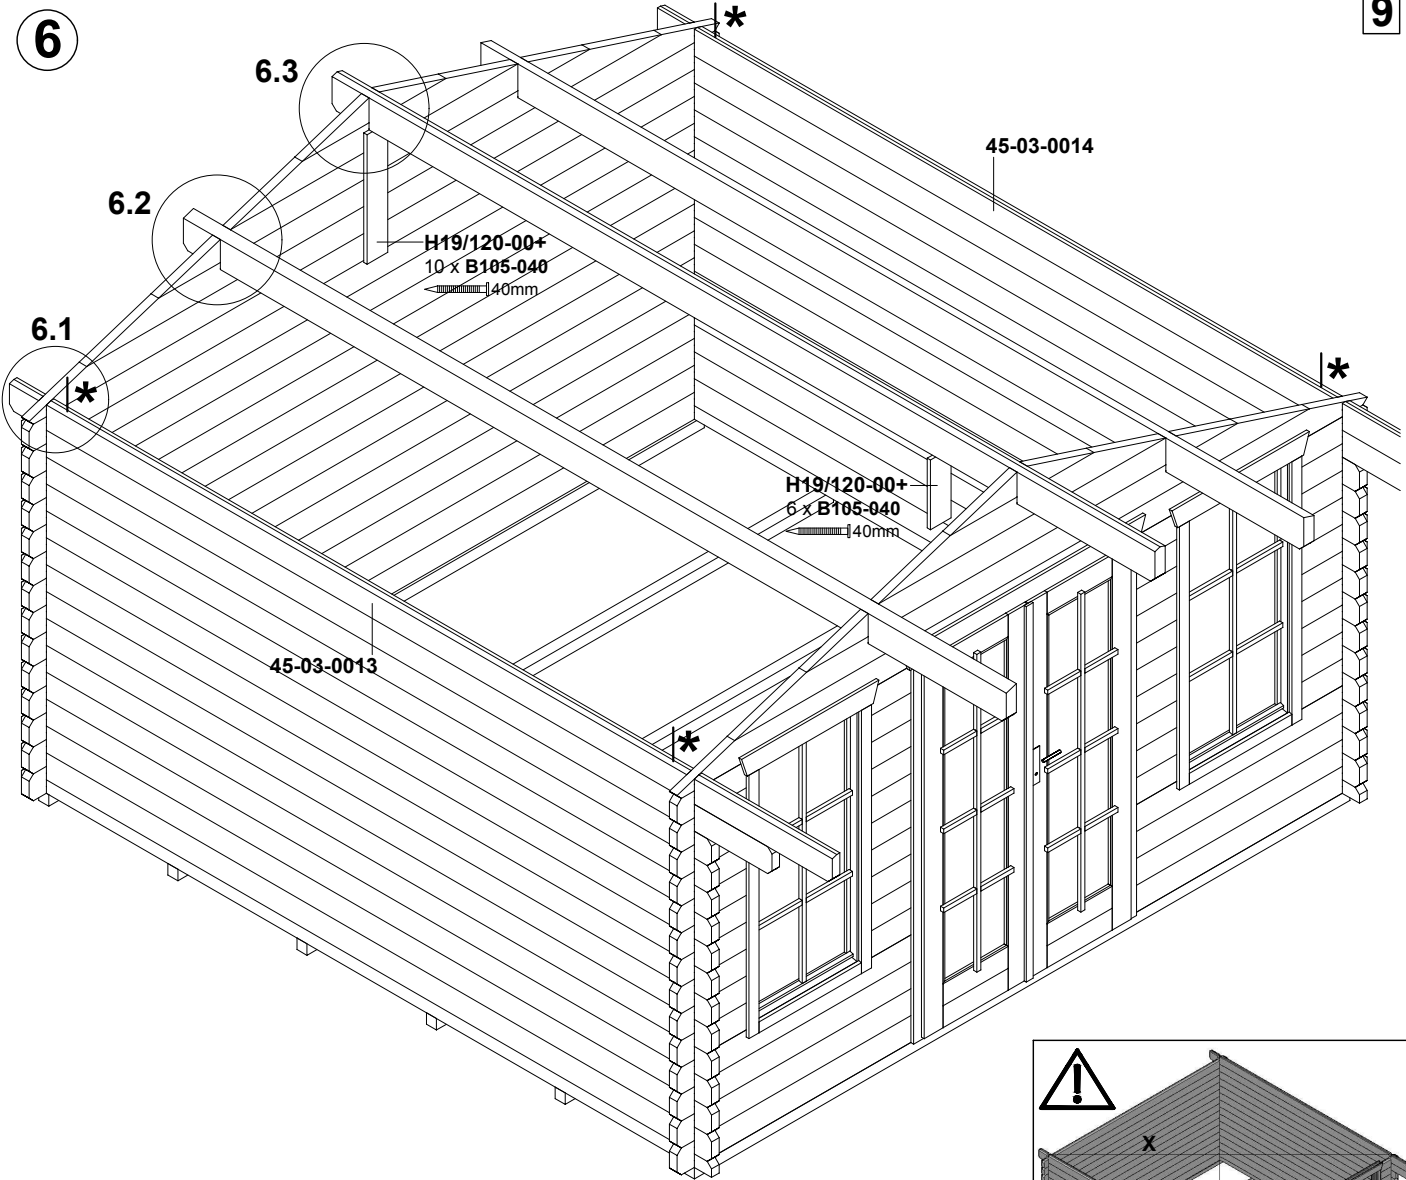 6
9
6.3
*
45-03-0014
6.2
H19/120-00+
10 x B105-040
40mm
6.1
*
*
H19/120-00+
6 x B105-040
40mm
45-03-0013
*
!
X